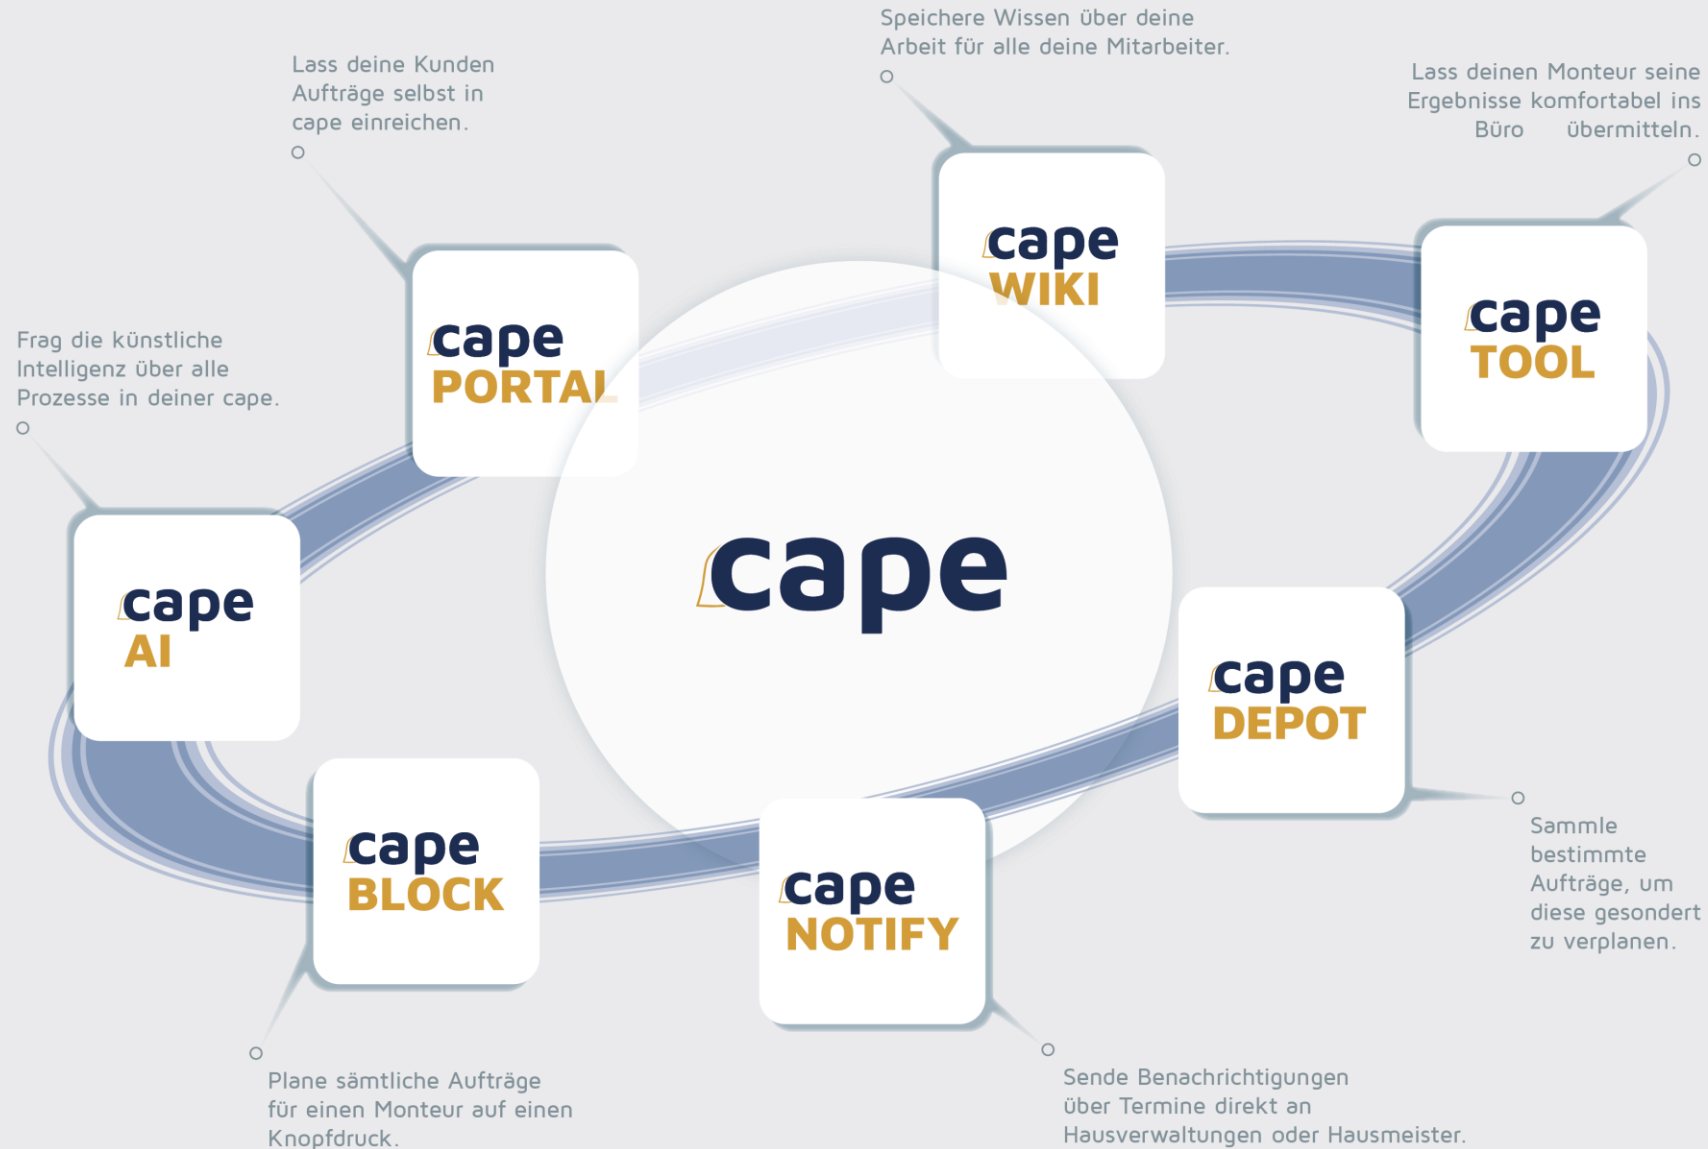 Speichere Wissen über deine
Arbeit für alle deine Mitarbeiter.
Lass deine Kunden
Aufträge selbst in
cape einreichen.
Lass deinen Monteur seine
Ergebnisse komfortabel ins
Büro übermitteln.
cape
WIKI
cape
TOOL
cape
PORTAL
Frag die künstliche
Intelligenz über alle
Prozesse in deiner cape.
cape
cape
AI
cape
DEPOT
cape
BLOCK
cape
NOTIFY
Sammle
bestimmte
Aufträge, um
diese gesondert
zu verplanen.
Plane sämtliche Aufträge
für einen Monteur auf einen
Knopfdruck.
Sende Benachrichtigungen
über Termine direkt an
Hausverwaltungen oder Hausmeister.